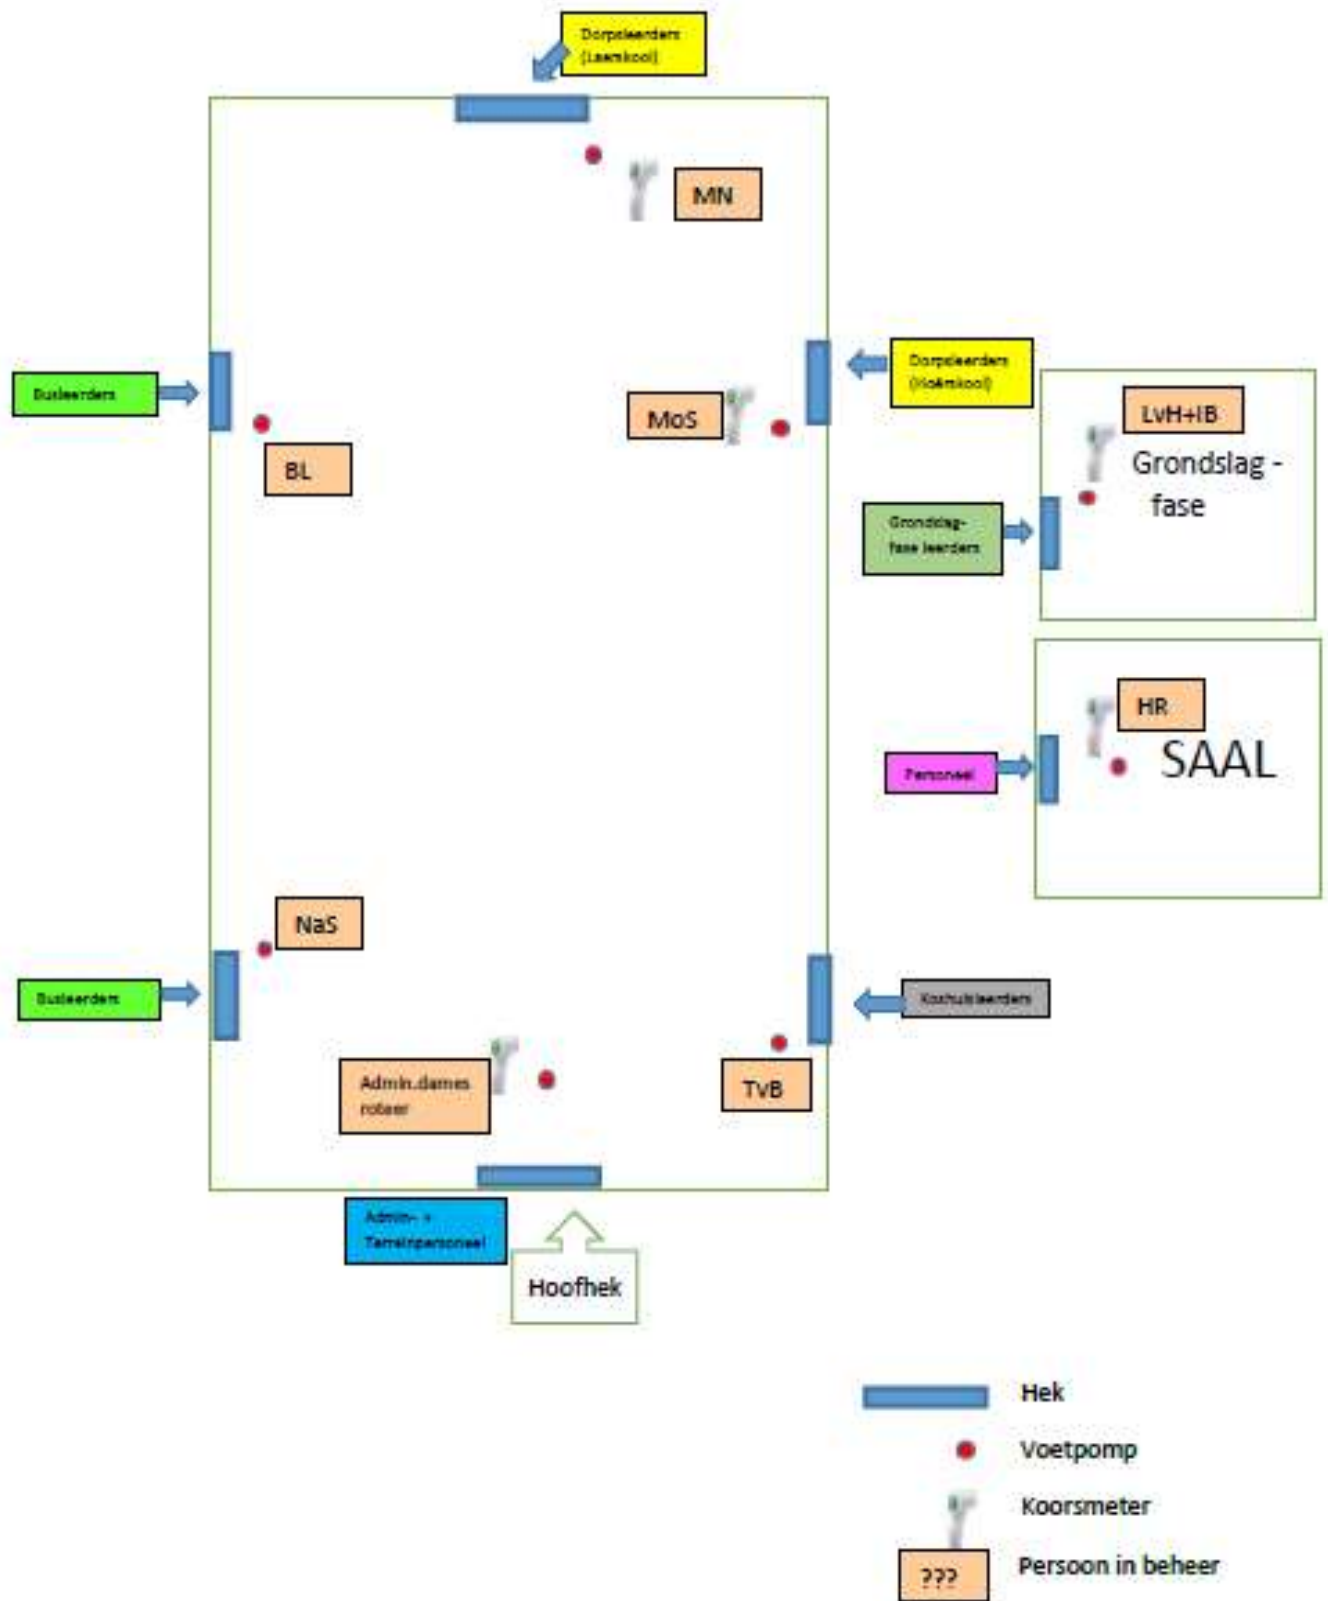 Dorpsleerders
(Laerskool)
MN
Busleerders
Dorpsleerders
(Hoërskool)
MoS
BL
LvH+IB
Grondslag -
fase
Grondslag-
fase leerders
HR
SAAL
Personeel
NaS
Busleerders
Koshuisleerders
Admin.dames
roteer
TvB
Admin- +
Terreinpersoneel
Hoofhek
Hek
Voetpomp
Koorsmeter
???
Persoon in beheer